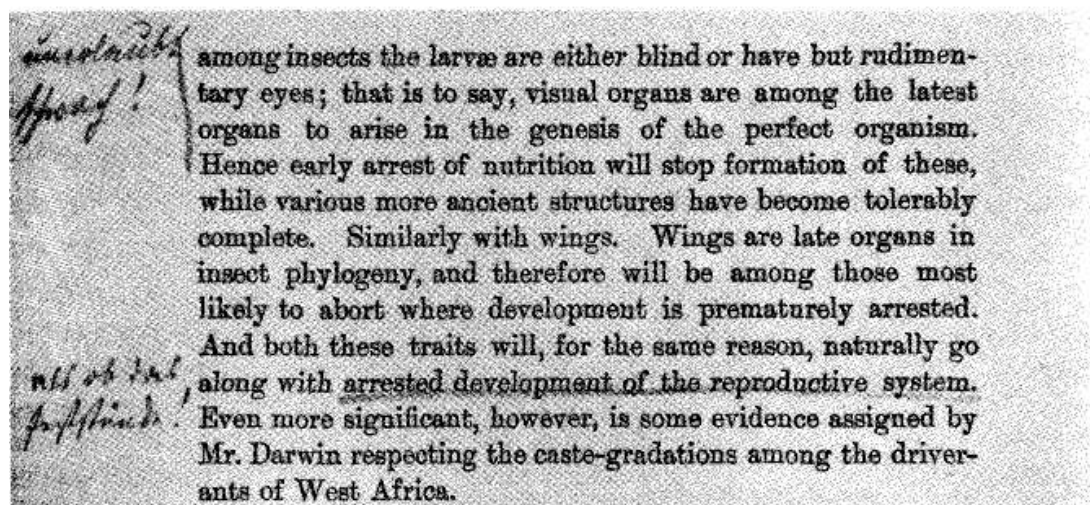 among insects the larvæ are either blind or have but rudimen-
tary eyes; that is to say, visual organs are among the latest
organs to arise in the genesis of the perfect organism.
Hence early arrest of nutrition will stop formation of these,
while various more ancient structures have become tolerably
complete. Similarly with wings. Wings are late organs in
insect phylogeny, and therefore will be among those most
likely to abort where development is prematurely arrested.
And both these traits will, for the same reason, naturally go
als ob das
along with arrested development of the reproductive system.
feststünde!
Even more significant, however, is some evidence assigned by
Mr. Darwin respecting the caste-gradations among the driver-
ants of West Africa.